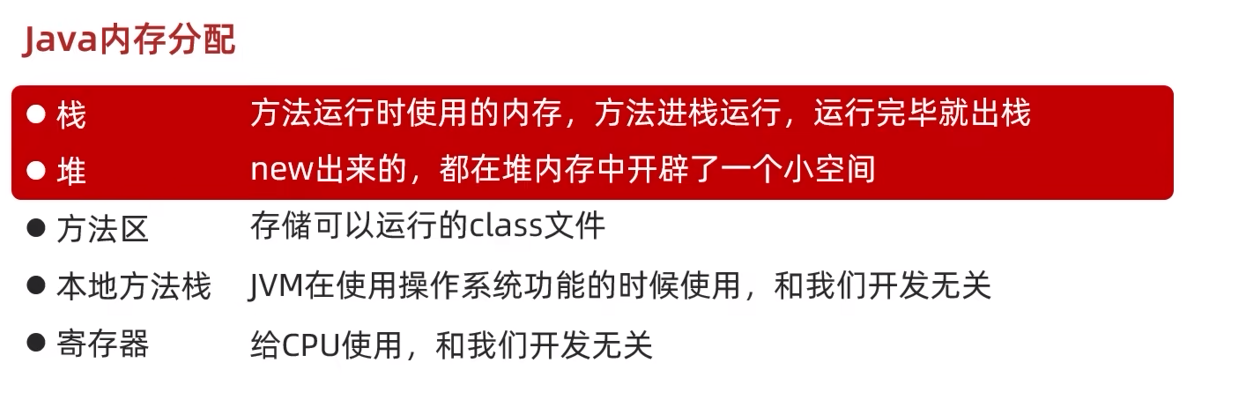 Java内存分配
● 栈 方法运行时使用的内存，方法进栈运行，运行完毕就出栈
● 堆 new出来的，都在堆内存中开辟了一个小空间
● 方法区 存储可以运行的class文件
● 本地方法栈 JVM在使用操作系统功能的时候使用，和我们开发无关
● 寄存器 给CPU使用，和我们开发无关